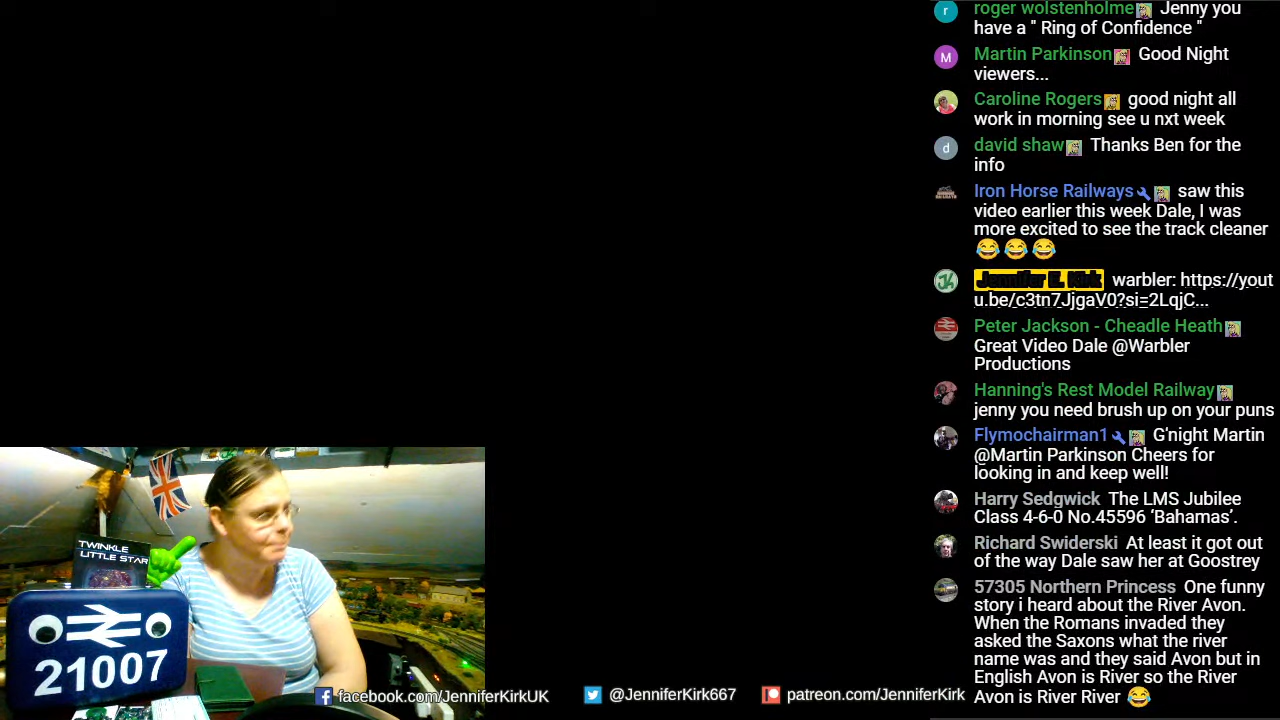 roger wolstenholme Jenny you
have a " Ring of Confidence "
Martin Parkinson Good Night
viewers...
Caroline Rogers good night all
work in morning see u nxt week
david shaw Thanks Ben for the
info
Iron Horse Railways saw this
video earlier this week Dale, I was
more excited to see the track cleaner
😂😂😂
Jennifer E. Kirk warbler: https://yout
u.be/c3tn7JjgaV0?si=2LqjC...
Peter Jackson - Cheadle Heath
Great Video Dale @Warbler
Productions
Hanning's Rest Model Railway
jenny you need brush up on your puns
Flymochairman1 G'night Martin
@Martin Parkinson Cheers for
looking in and keep well!
Harry Sedgwick The LMS Jubilee
Class 4-6-0 No.45596 ‘Bahamas’.
Richard Swiderski At least it got out
of the way Dale saw her at Goostrey
57305 Northern Princess One funny
story i heard about the River Avon.
When the Romans invaded they
asked the Saxons what the river
name was and they said Avon but in
English Avon is River so the River
Avon is River River 😂
TWINKLE
LITTLE STAR
21007
facebook.com/JenniferKirkUK
@JenniferKirk667
patreon.com/JenniferKirk